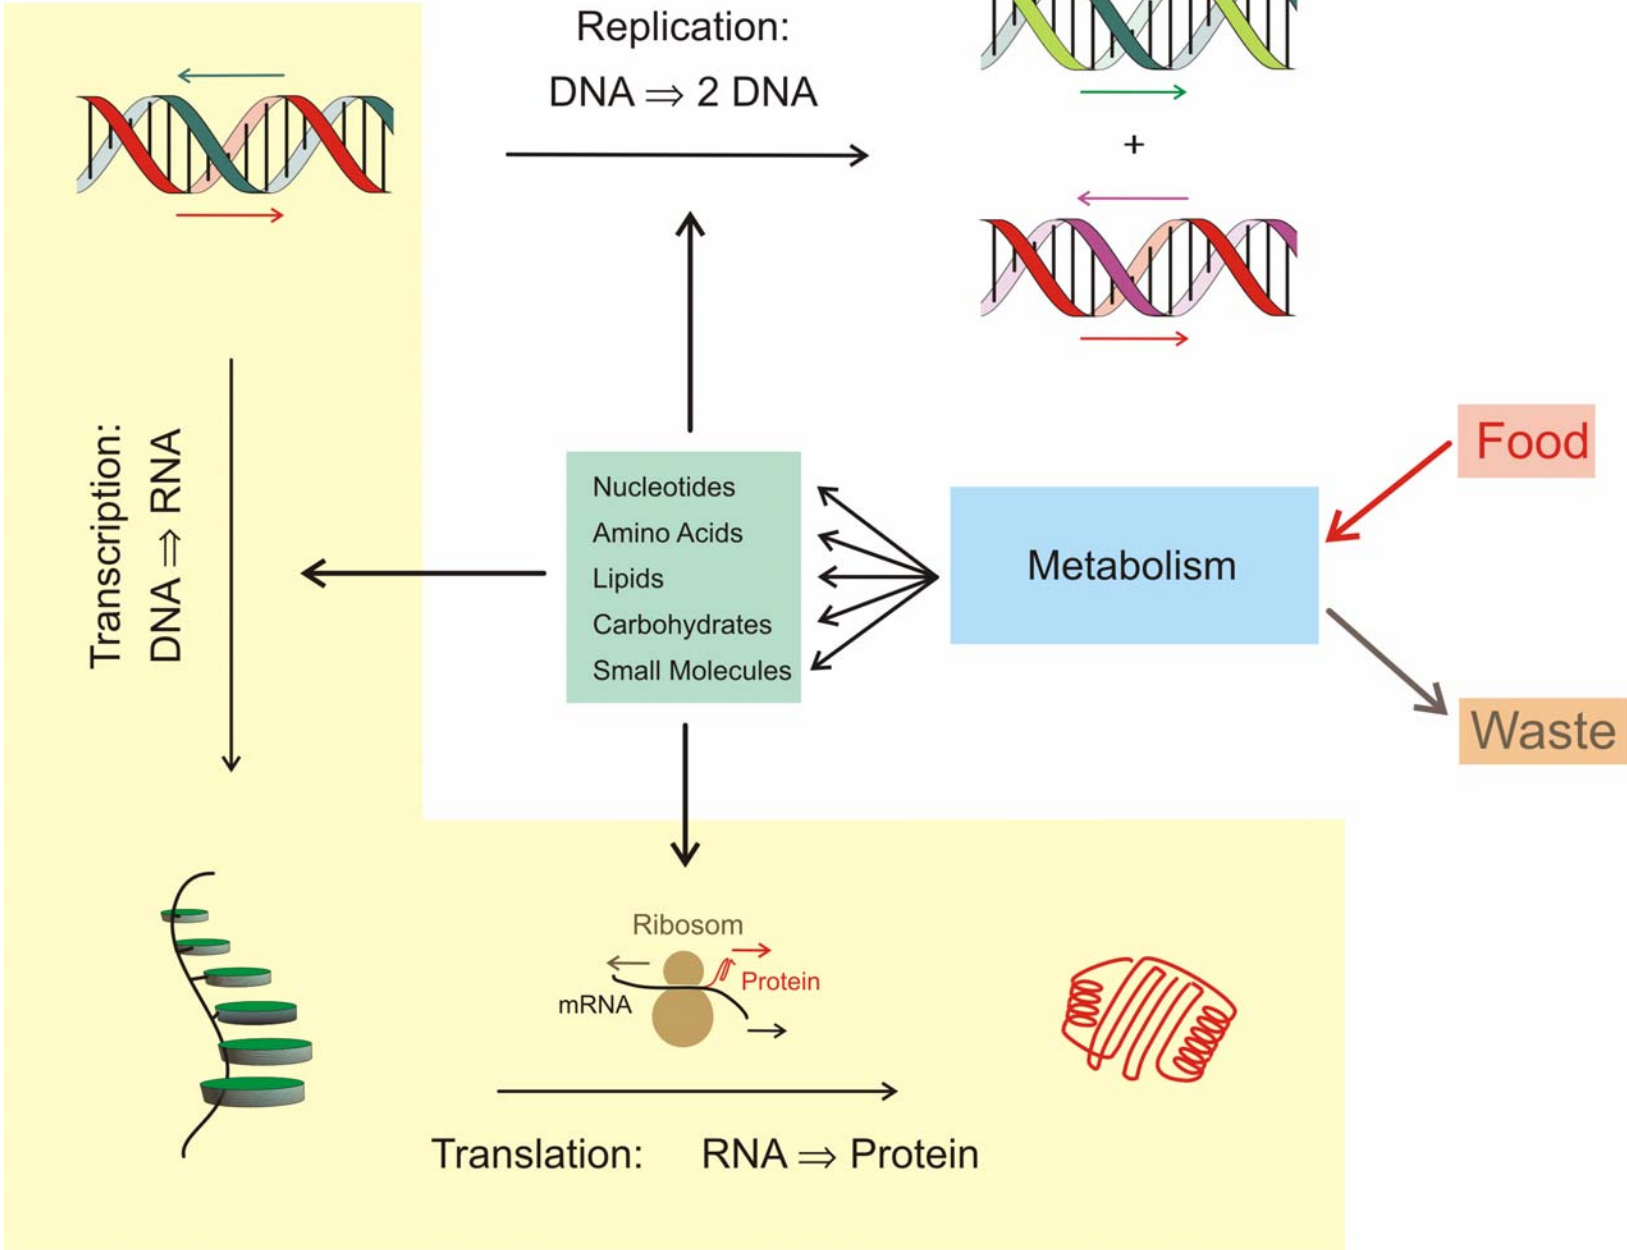 Replication:
DNA ⇒ 2 DNA
+
Transcription:
DNA ⇒ RNA
Nucleotides
Amino Acids
Lipids
Carbohydrates
Small Molecules
Metabolism
Food
Waste
Ribosom
Protein
mRNA
Translation: RNA ⇒ Protein